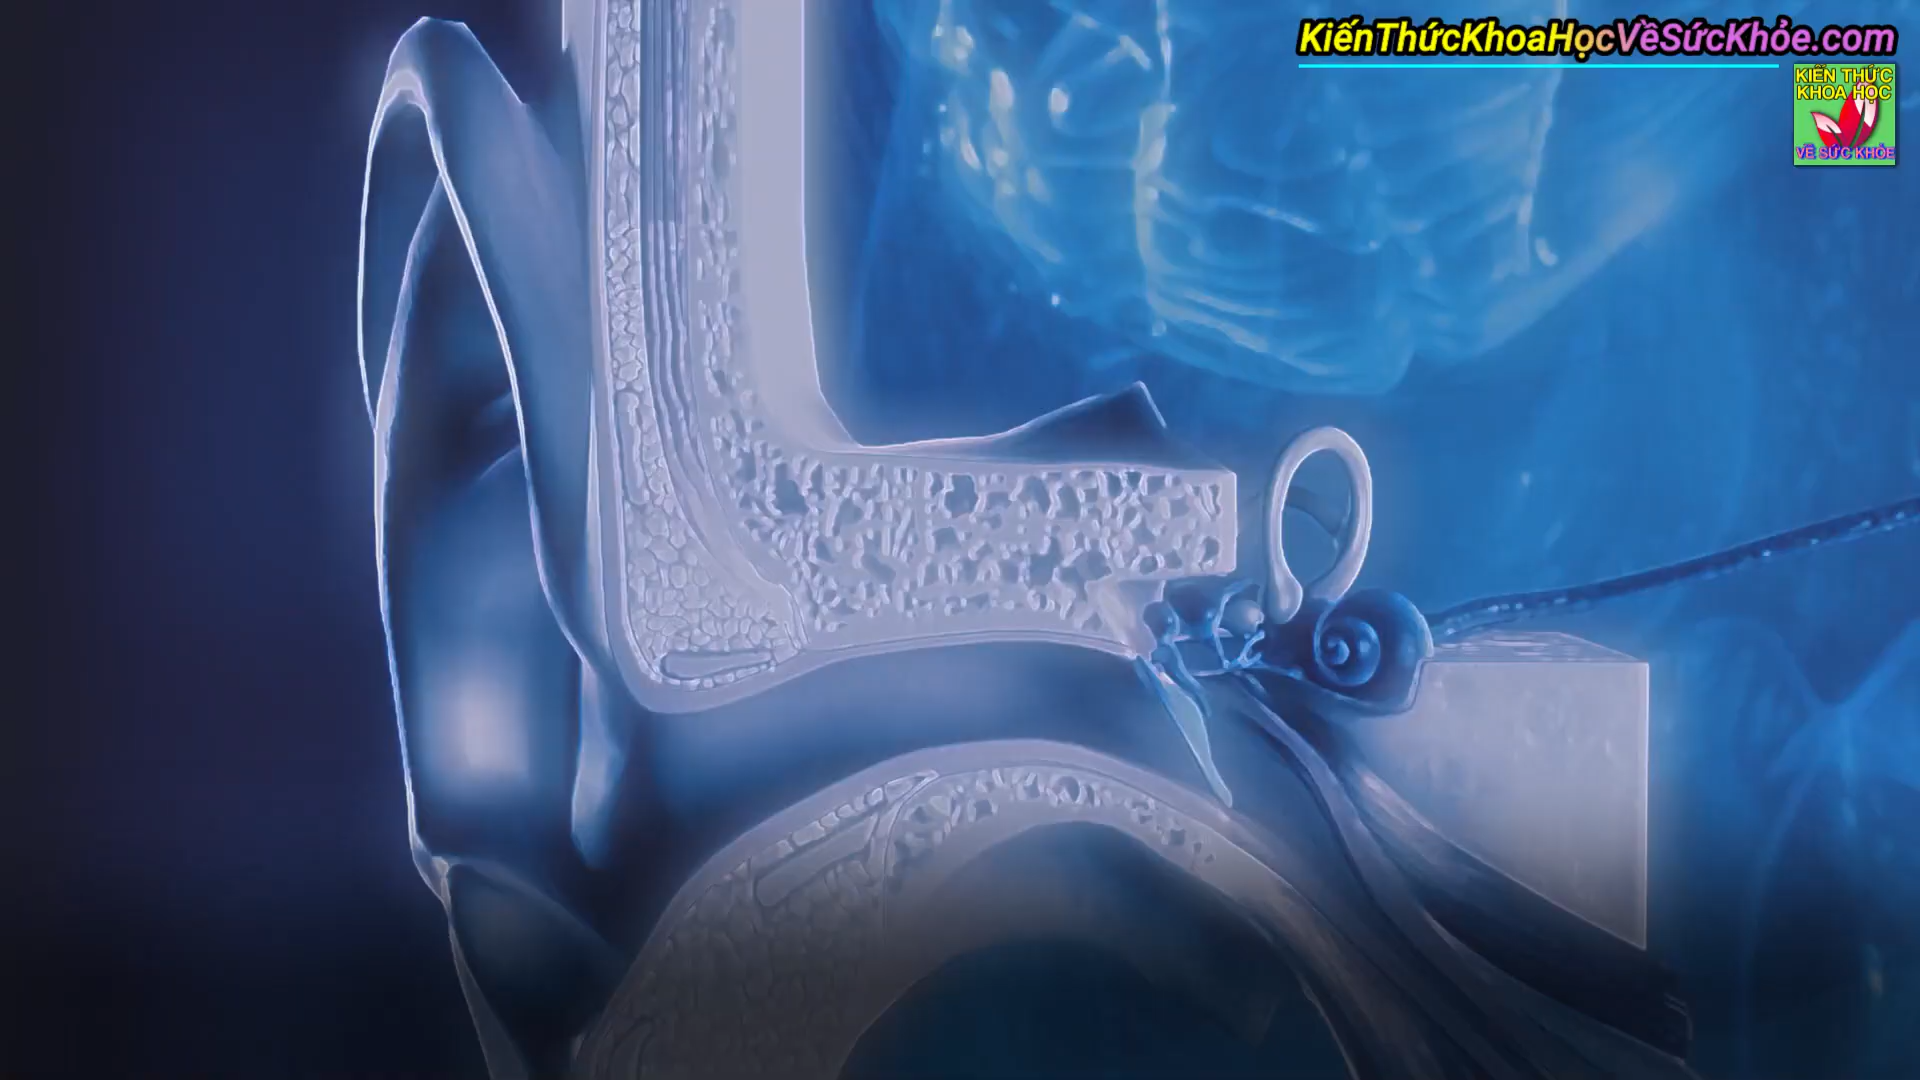 KiếnThứcKhoaHọcVềSứcKhỏe.com
KIẾN THỨC
KHOA HỌC
VỀ SỨC KHỎE